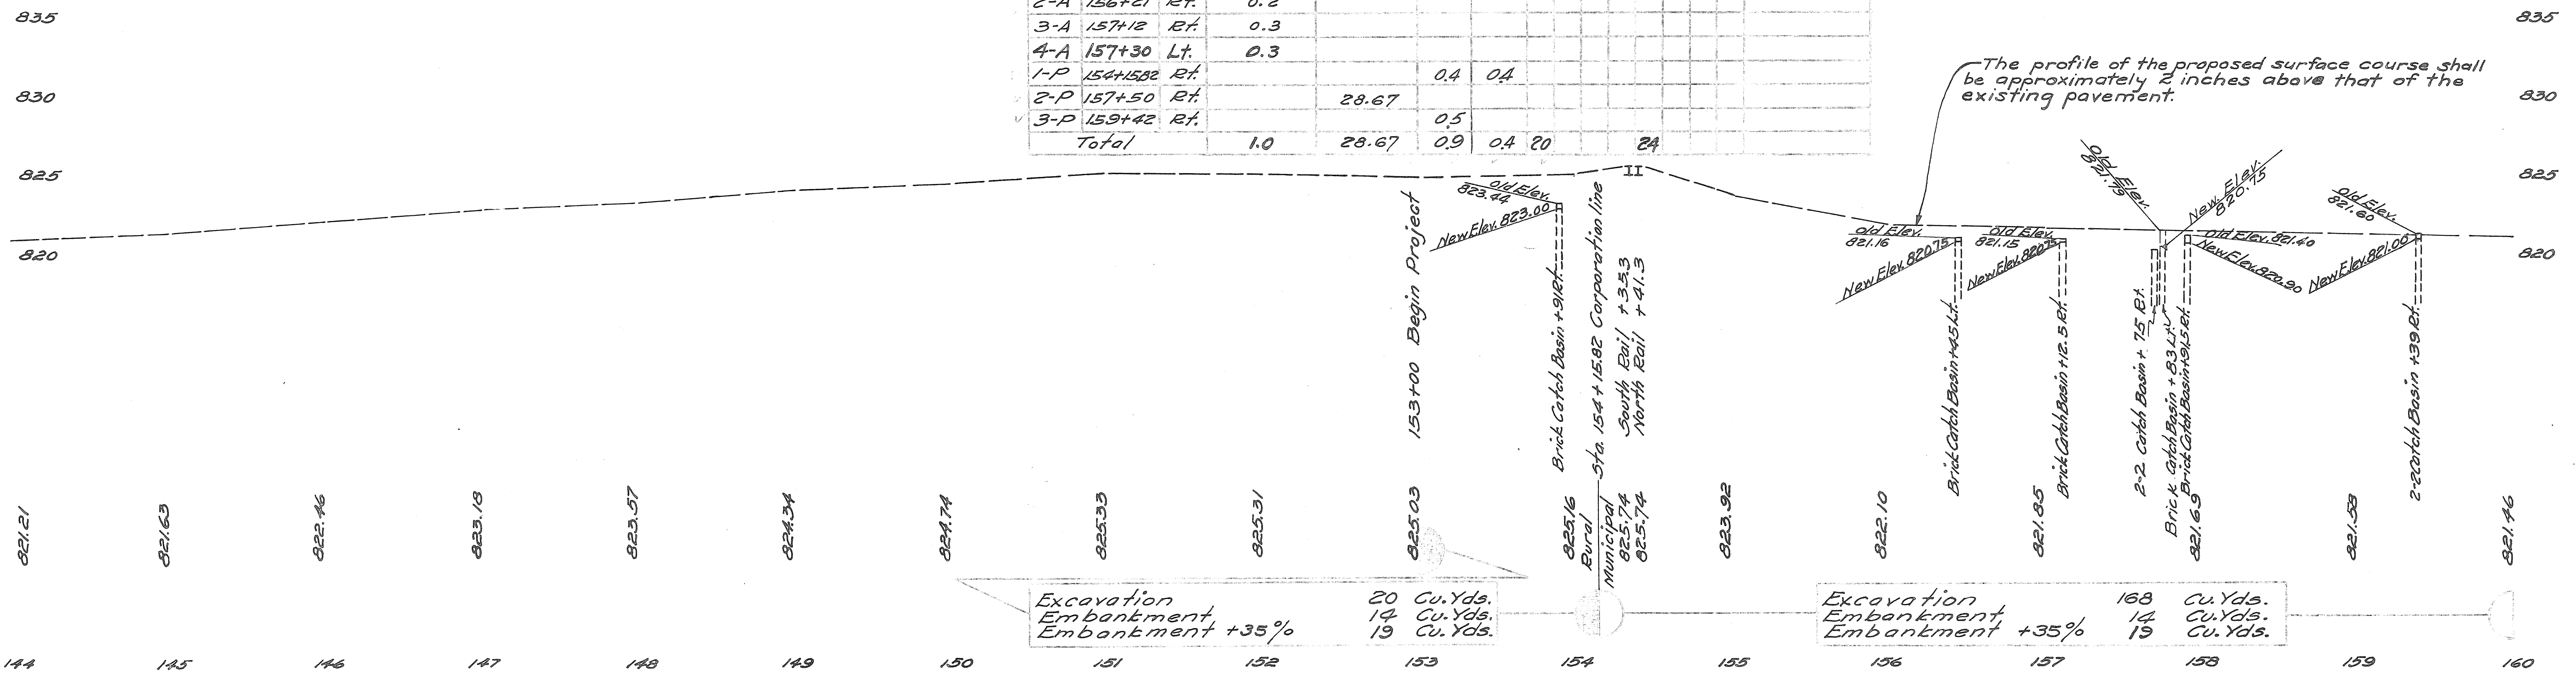 2-A 156+21 Rt. 0.2
835 835
3-A 157+12 Rt. 0.3
4-A 157+30 Lt. 0.3
1-P 154+15.82 Rt. 0.4 0.4
2-P 157+50 Rt. 28.67
3-P 159+42 Rt. 0.5
Total 1.0 28.67 0.9 0.4 20 24
The profile of the proposed surface course shall
be approximately 2 inches above that of the
existing pavement.
830 830
825 825
820 820
153+00 Begin Project
Old Elev.
823.44
New Elev. 823.00
Brick Catch Basin +91Rt.
Sta. 154+15.82 Corporation line
Rural
Municipal
South Rail +35.3
North Rail +41.3
Old Elev.
821.16
New Elev. 820.75
Brick Catch Basin +45 Lt.
Old Elev.
821.15
New Elev. 820.75
Brick Catch Basin +12.5 Rt.
2-2 Catch Basin + 75 Rt.
Old Elev.
821.79
New Elev.
820.75
Brick Catch Basin +83 Lt.
Old Elev. 821.40
New Elev. 820.90
Brick Catch Basin +91.5 Rt.
Old Elev.
821.60
New Elev. 821.00
2-2 Catch Basin +39 Rt.
821.21 821.63 822.46 823.18 823.57 824.34 824.74 825.33 825.31 825.03 825.16 825.74 825.74 823.92 822.10 821.85 821.69 821.58 821.46
Excavation 20 Cu.Yds.
Embankment 14 Cu.Yds.
Embankment +35% 19 Cu.Yds.
Excavation 168 Cu.Yds.
Embankment 14 Cu.Yds.
Embankment +35% 19 Cu.Yds.
144 145 146 147 148 149 150 151 152 153 154 155 156 157 158 159 160